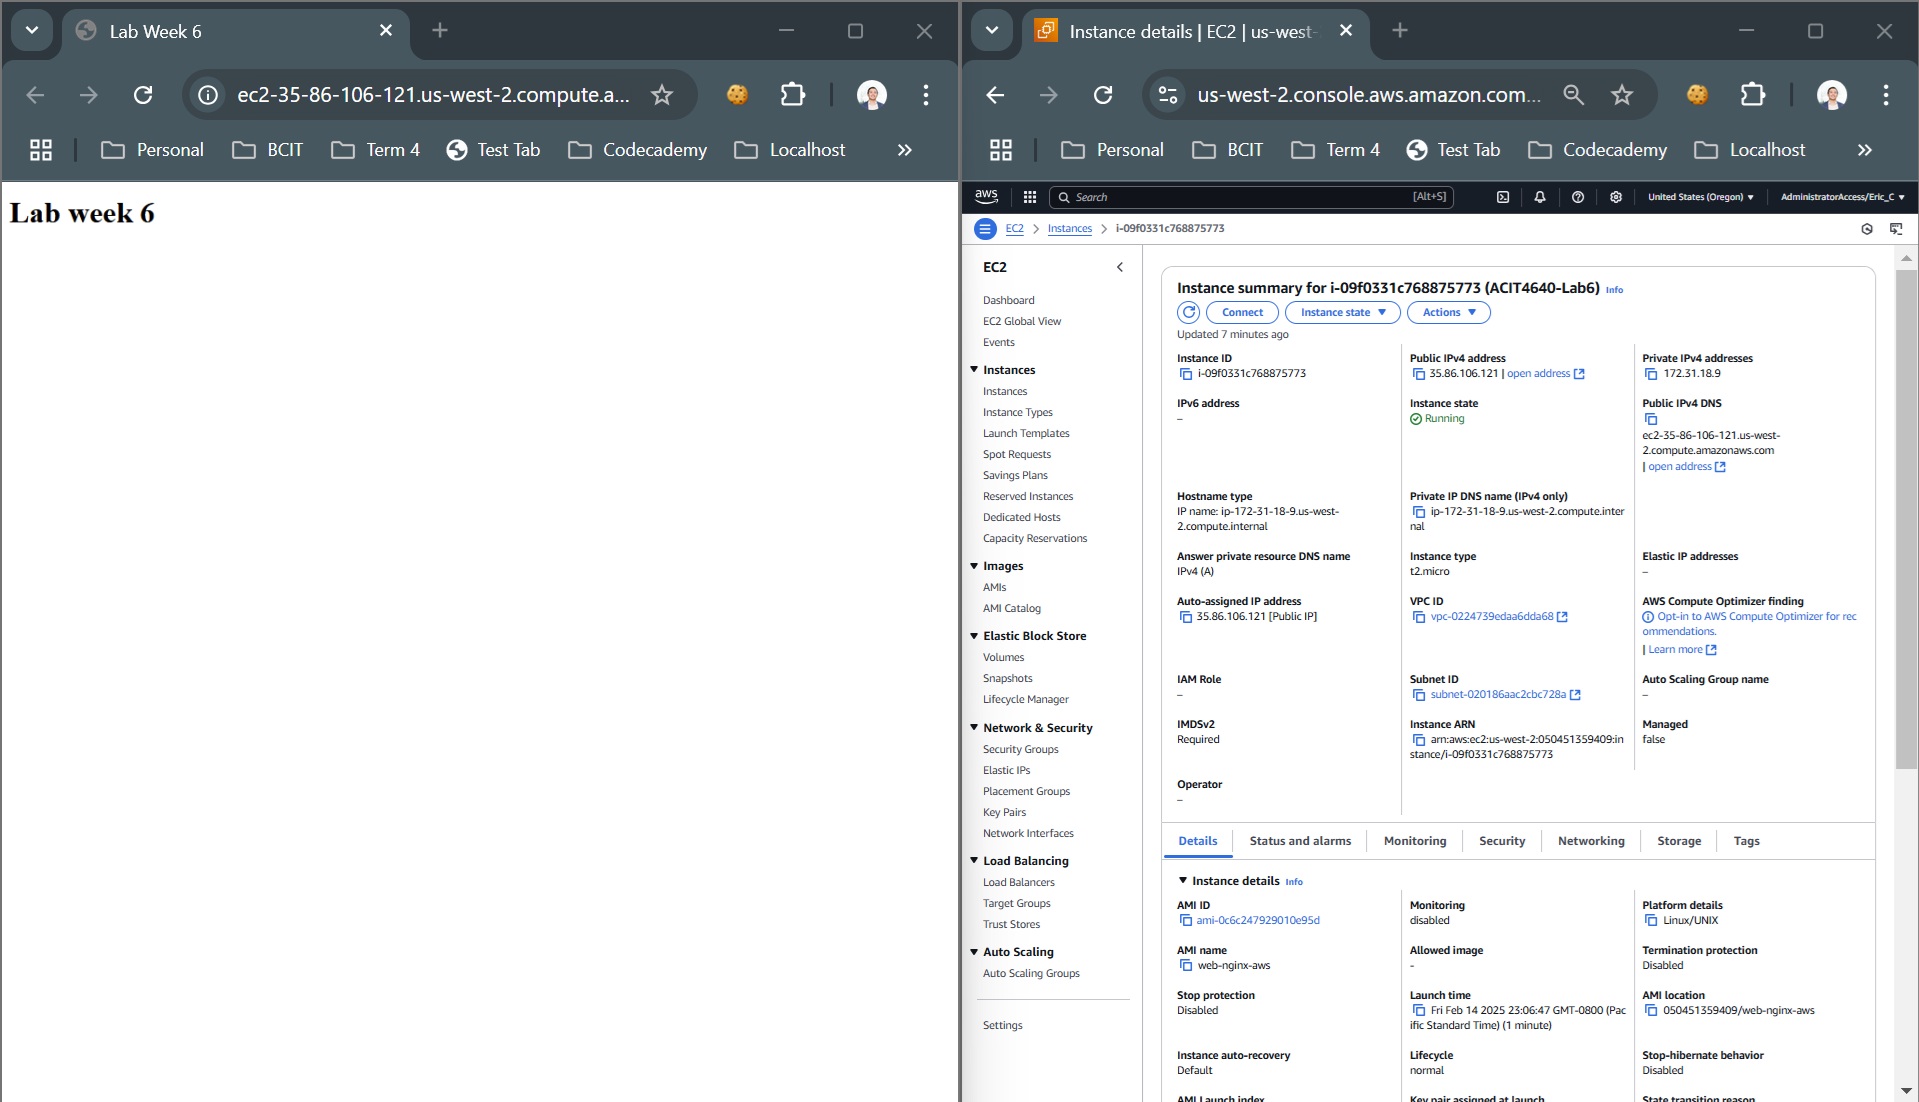 Lab Week 6
ec2-35-86-106-121.us-west-2.compute.a...
Personal
BCIT
Term 4
Test Tab
Codecademy
Localhost
Lab week 6
Instance details | EC2 | us-west-
us-west-2.console.aws.amazon.com...
Personal
BCIT
Term 4
Test Tab
Codecademy
Localhost
aws
Search
[Alt+S]
United States (Oregon)
AdministratorAccess/Eric_C
EC2
Instances
i-09f0331c768875773
EC2
Dashboard
EC2 Global View
Events
Instances
Instances
Instance Types
Launch Templates
Spot Requests
Savings Plans
Reserved Instances
Dedicated Hosts
Capacity Reservations
Images
AMIs
AMI Catalog
Elastic Block Store
Volumes
Snapshots
Lifecycle Manager
Network & Security
Security Groups
Elastic IPs
Placement Groups
Key Pairs
Network Interfaces
Load Balancing
Load Balancers
Target Groups
Trust Stores
Auto Scaling
Auto Scaling Groups
Settings
Instance summary for i-09f0331c768875773 (ACIT4640-Lab6) Info
Connect
Instance state
Actions
Updated 7 minutes ago
Instance ID
i-09f0331c768875773
Public IPv4 address
35.86.106.121 | open address
Private IPv4 addresses
172.31.18.9
IPv6 address
–
Instance state
Running
Public IPv4 DNS
ec2-35-86-106-121.us-west-
2.compute.amazonaws.com
| open address
Hostname type
IP name: ip-172-31-18-9.us-west-
2.compute.internal
Private IP DNS name (IPv4 only)
ip-172-31-18-9.us-west-2.compute.inter
nal
Answer private resource DNS name
IPv4 (A)
Instance type
t2.micro
Elastic IP addresses
–
Auto-assigned IP address
35.86.106.121 [Public IP]
VPC ID
vpc-0224739edaa6dda68
AWS Compute Optimizer finding
Opt-in to AWS Compute Optimizer for rec
ommendations.
| Learn more
IAM Role
–
Subnet ID
subnet-020186aac2cbc728a
Auto Scaling Group name
–
IMDSv2
Required
Instance ARN
arn:aws:ec2:us-west-2:050451359409:in
stance/i-09f0331c768875773
Managed
false
Operator
–
Details
Status and alarms
Monitoring
Security
Networking
Storage
Tags
Instance details Info
AMI ID
ami-0c6c247929010e95d
Monitoring
disabled
Platform details
Linux/UNIX
AMI name
web-nginx-aws
Allowed image
-
Termination protection
Disabled
Stop protection
Disabled
Launch time
Fri Feb 14 2025 23:06:47 GMT-0800 (Pac
ific Standard Time) (1 minute)
AMI location
050451359409/web-nginx-aws
Instance auto-recovery
Default
Lifecycle
normal
Stop-hibernate behavior
Disabled
AMI Launch index
Key pair assigned at launch
State transition reason